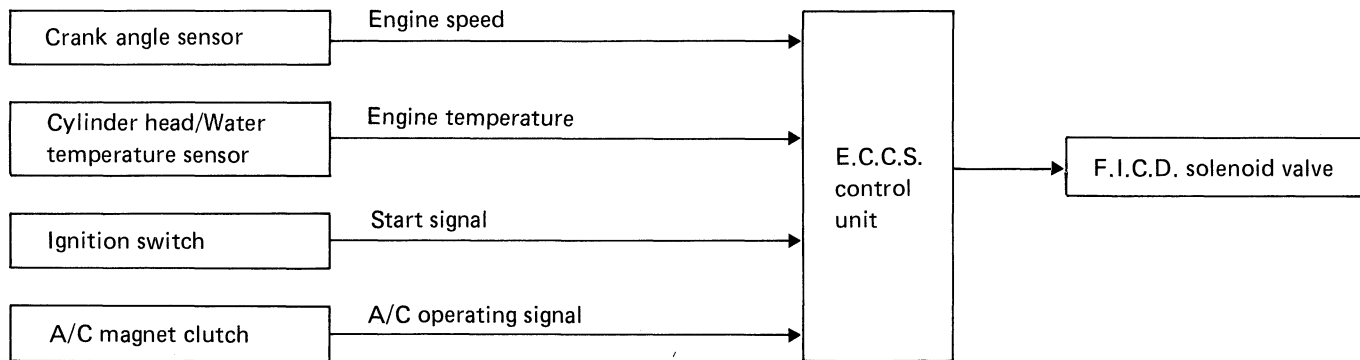 Crank angle sensor
Engine speed
Cylinder head/Water
temperature sensor
Engine temperature
Ignition switch
Start signal
A/C magnet clutch
A/C operating signal
E.C.C.S.
control
unit
F.I.C.D. solenoid valve